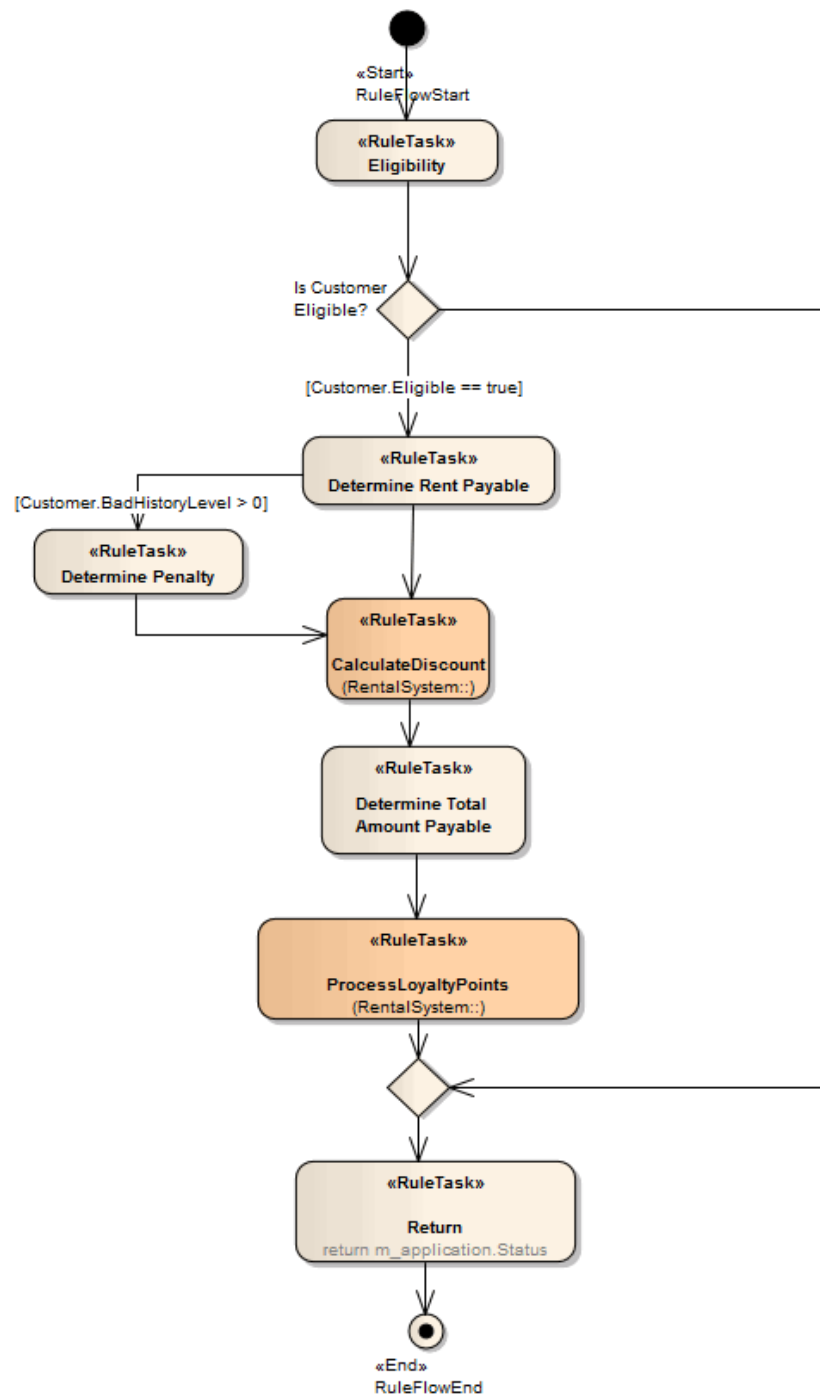 «Start»
RuleFlowStart
«RuleTask»
Eligibility
Is Customer
Eligible?
[Customer.Eligible == true]
«RuleTask»
Determine Rent Payable
[Customer.BadHistoryLevel > 0]
«RuleTask»
Determine Penalty
«RuleTask»
CalculateDiscount
(RentalSystem::)
«RuleTask»
Determine Total
Amount Payable
«RuleTask»
ProcessLoyaltyPoints
(RentalSystem::)
«RuleTask»
Return
return m_application.Status
«End»
RuleFlowEnd